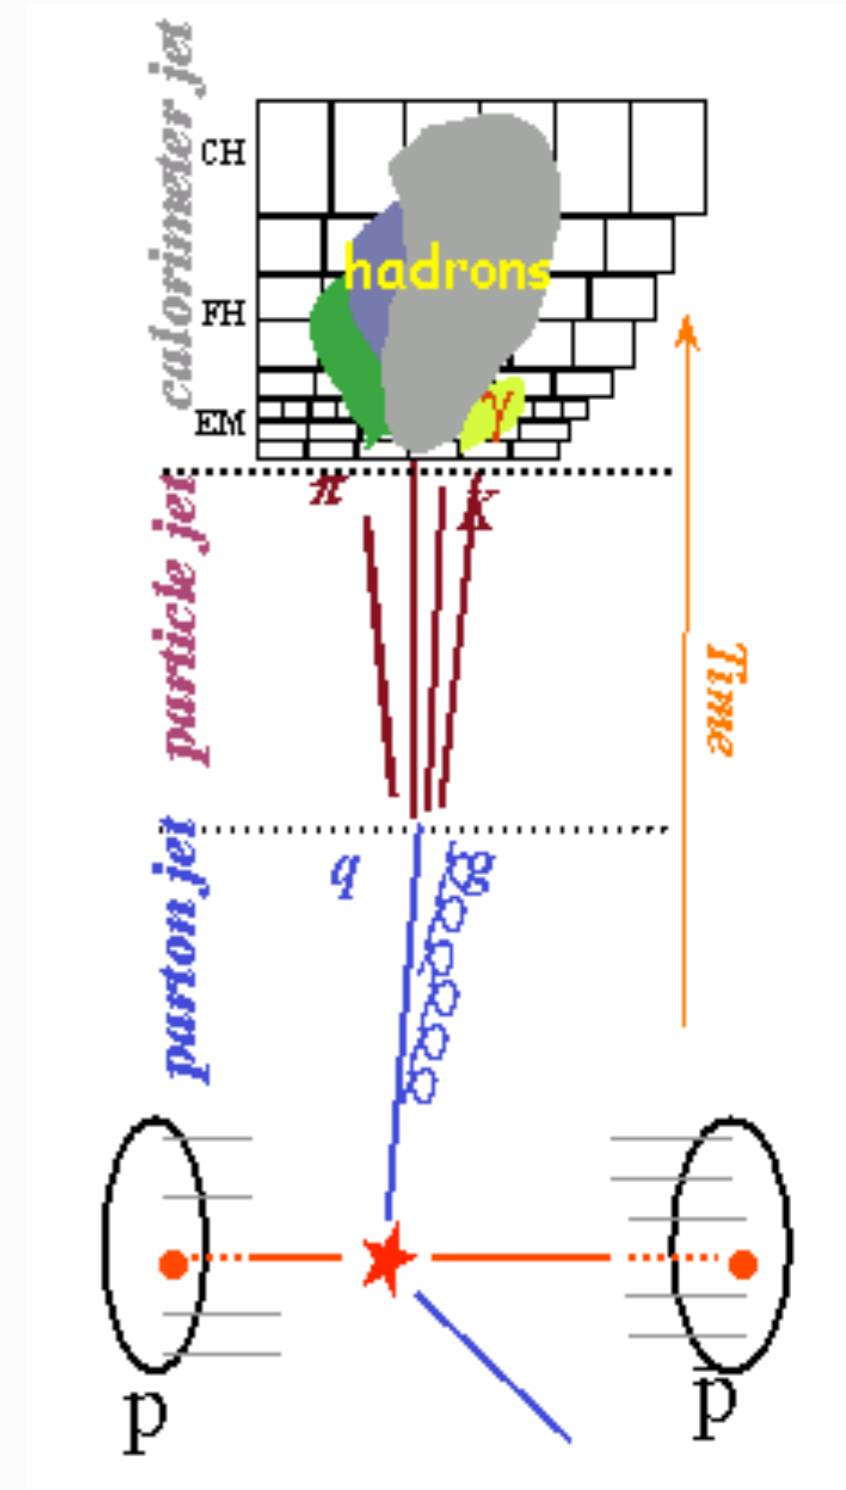 calorimeter jet
CH
hadrons
FH
EM
γ
π
particle jet
Time
parton jet
q
g
p
p̄